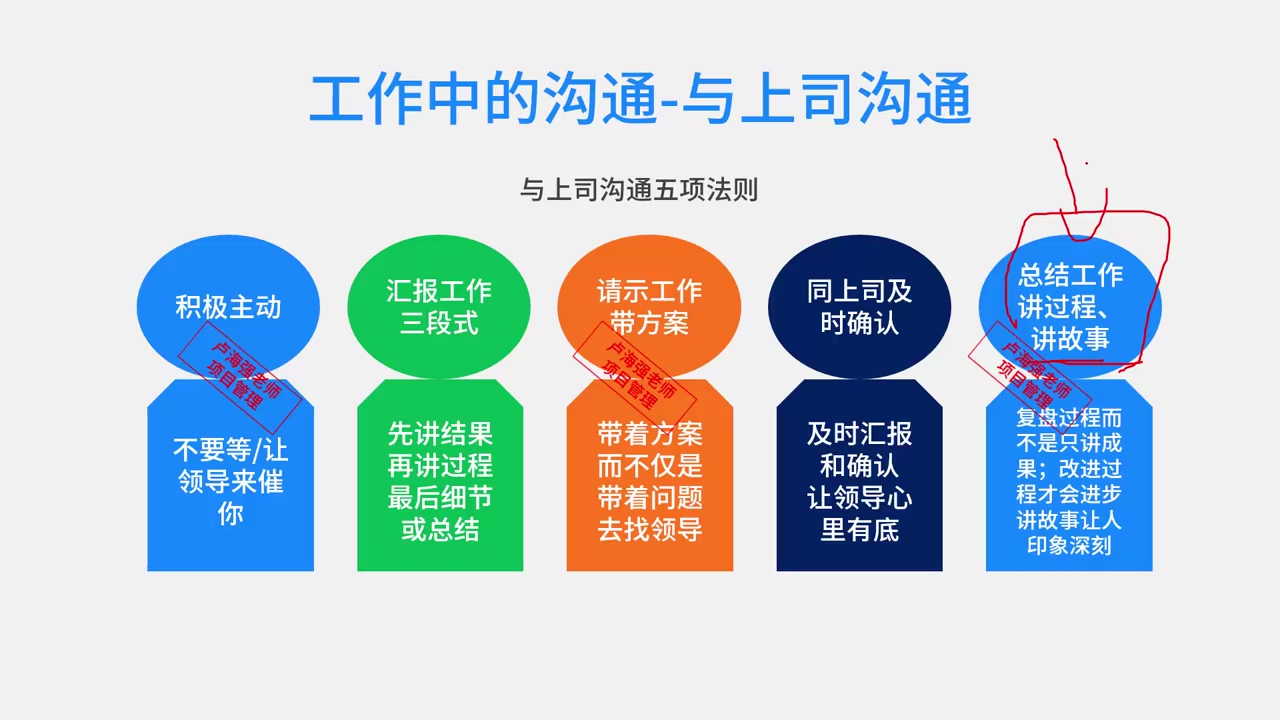 工作中的沟通-与上司沟通
与上司沟通五项法则
积极主动
不要等/让
领导来催
你
汇报工作
三段式
先讲结果
再讲过程
最后细节
或总结
请示工作
带方案
带着方案
而不仅是
带着问题
去找领导
同上司及
时确认
及时汇报
和确认
让领导心
里有底
总结工作
讲过程、
讲故事
复盘过程而
不是只讲成
果；改进过
程才会进步
讲故事让人
印象深刻
卢海强老师
项目管理
卢海强老师
项目管理
卢海强老师
项目管理